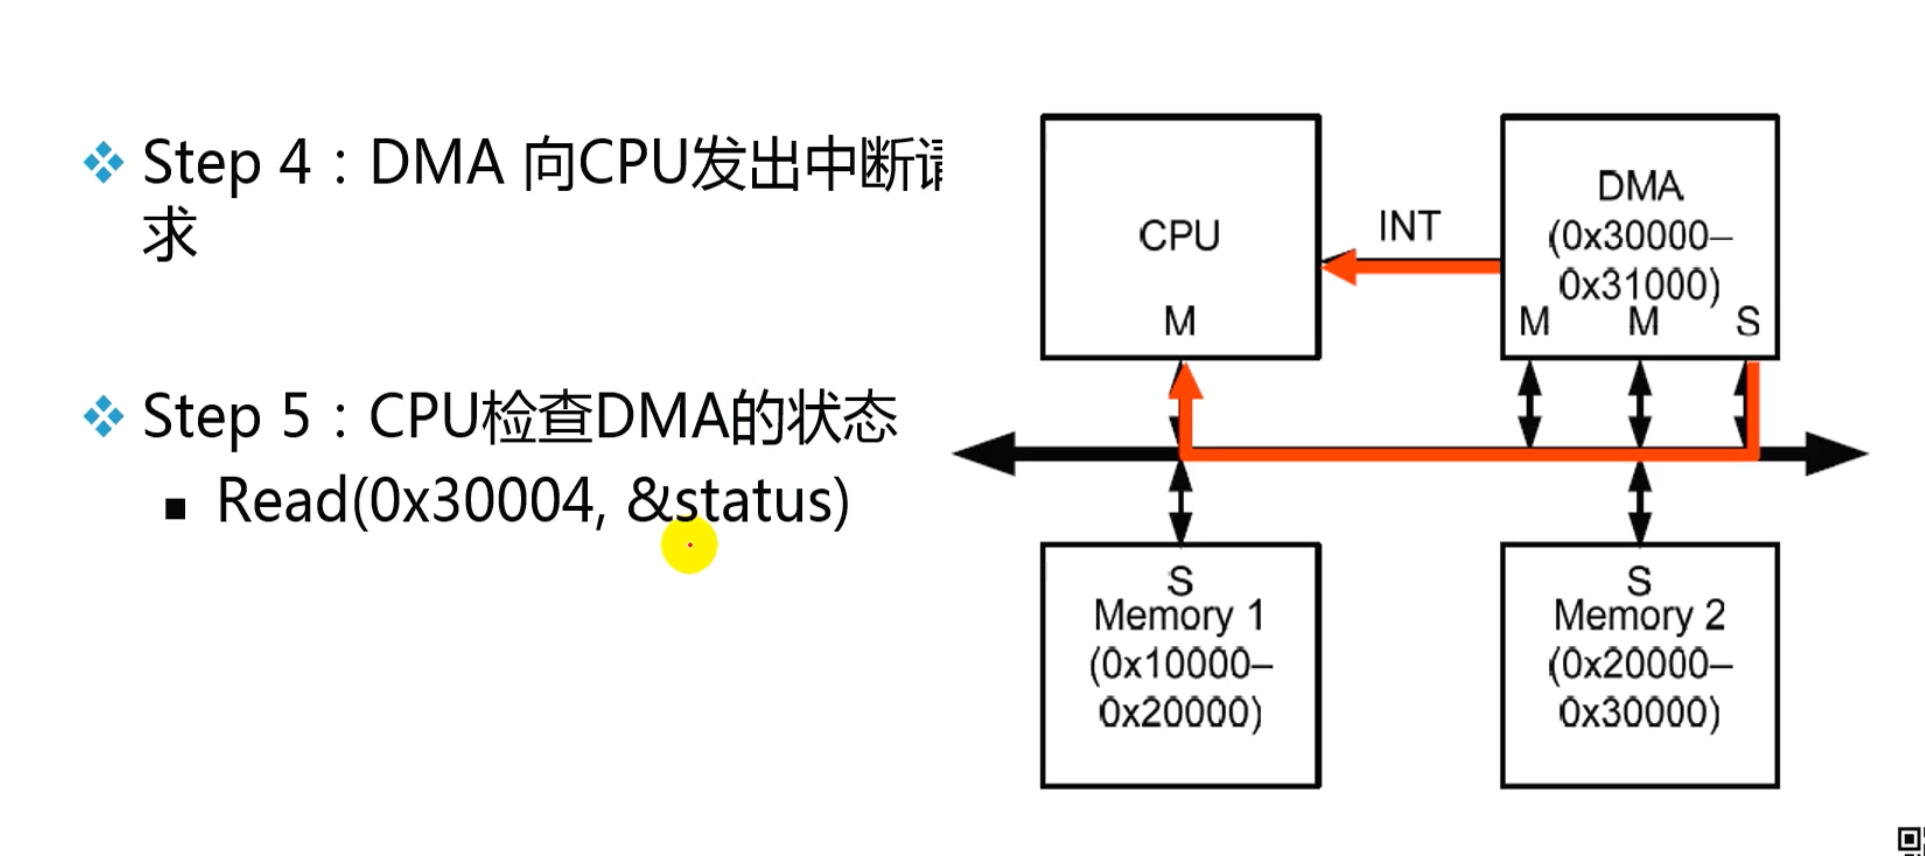 Step 4：DMA 向CPU发出中断请
求
Step 5：CPU检查DMA的状态
Read(0x30004, &status)
CPU
M
INT
DMA
(0x30000–
0x31000)
M M S
S
Memory 1
(0x10000–
0x20000)
S
Memory 2
(0x20000–
0x30000)